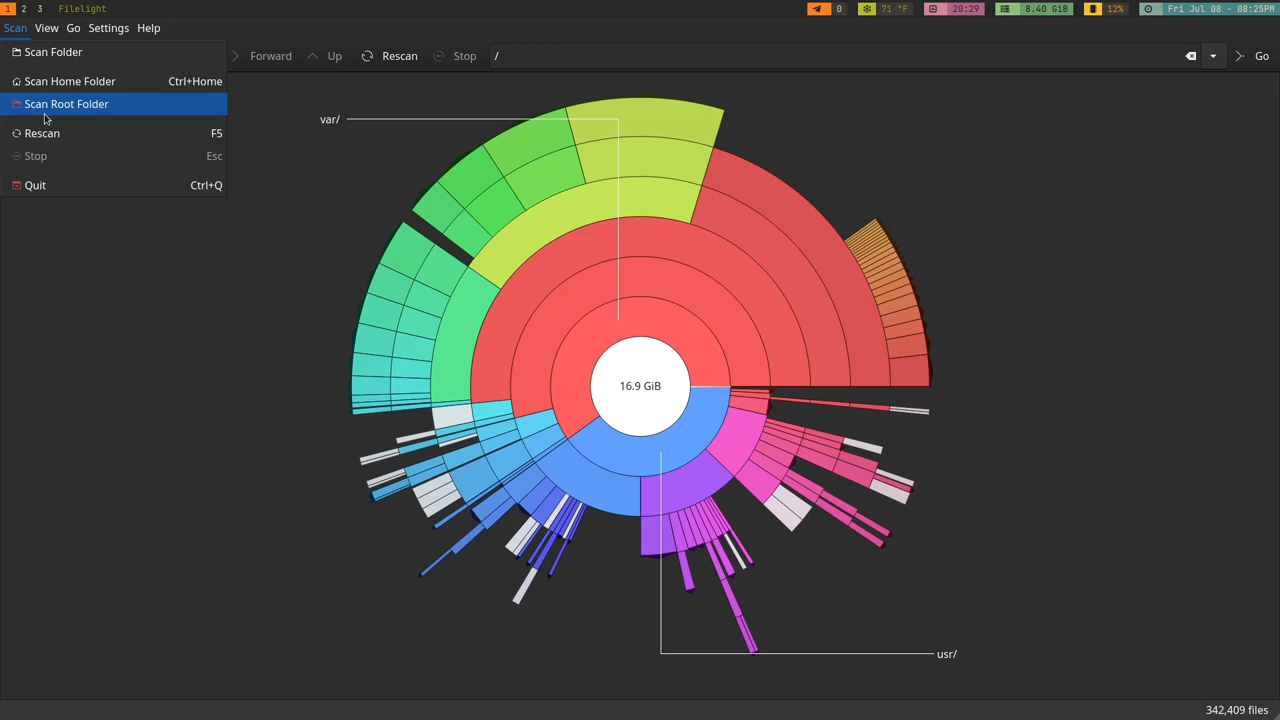 1 2 3 Filelight 0 71 °F 20:29 8.40 GiB 12% Fri Jul 08 - 08:25PM
Scan View Go Settings Help
Scan Folder
Scan Home Folder Ctrl+Home
Scan Root Folder
Rescan F5
Stop Esc
Quit Ctrl+Q
Forward Up Rescan Stop / Go
var/
16.9 GiB
usr/
342,409 files